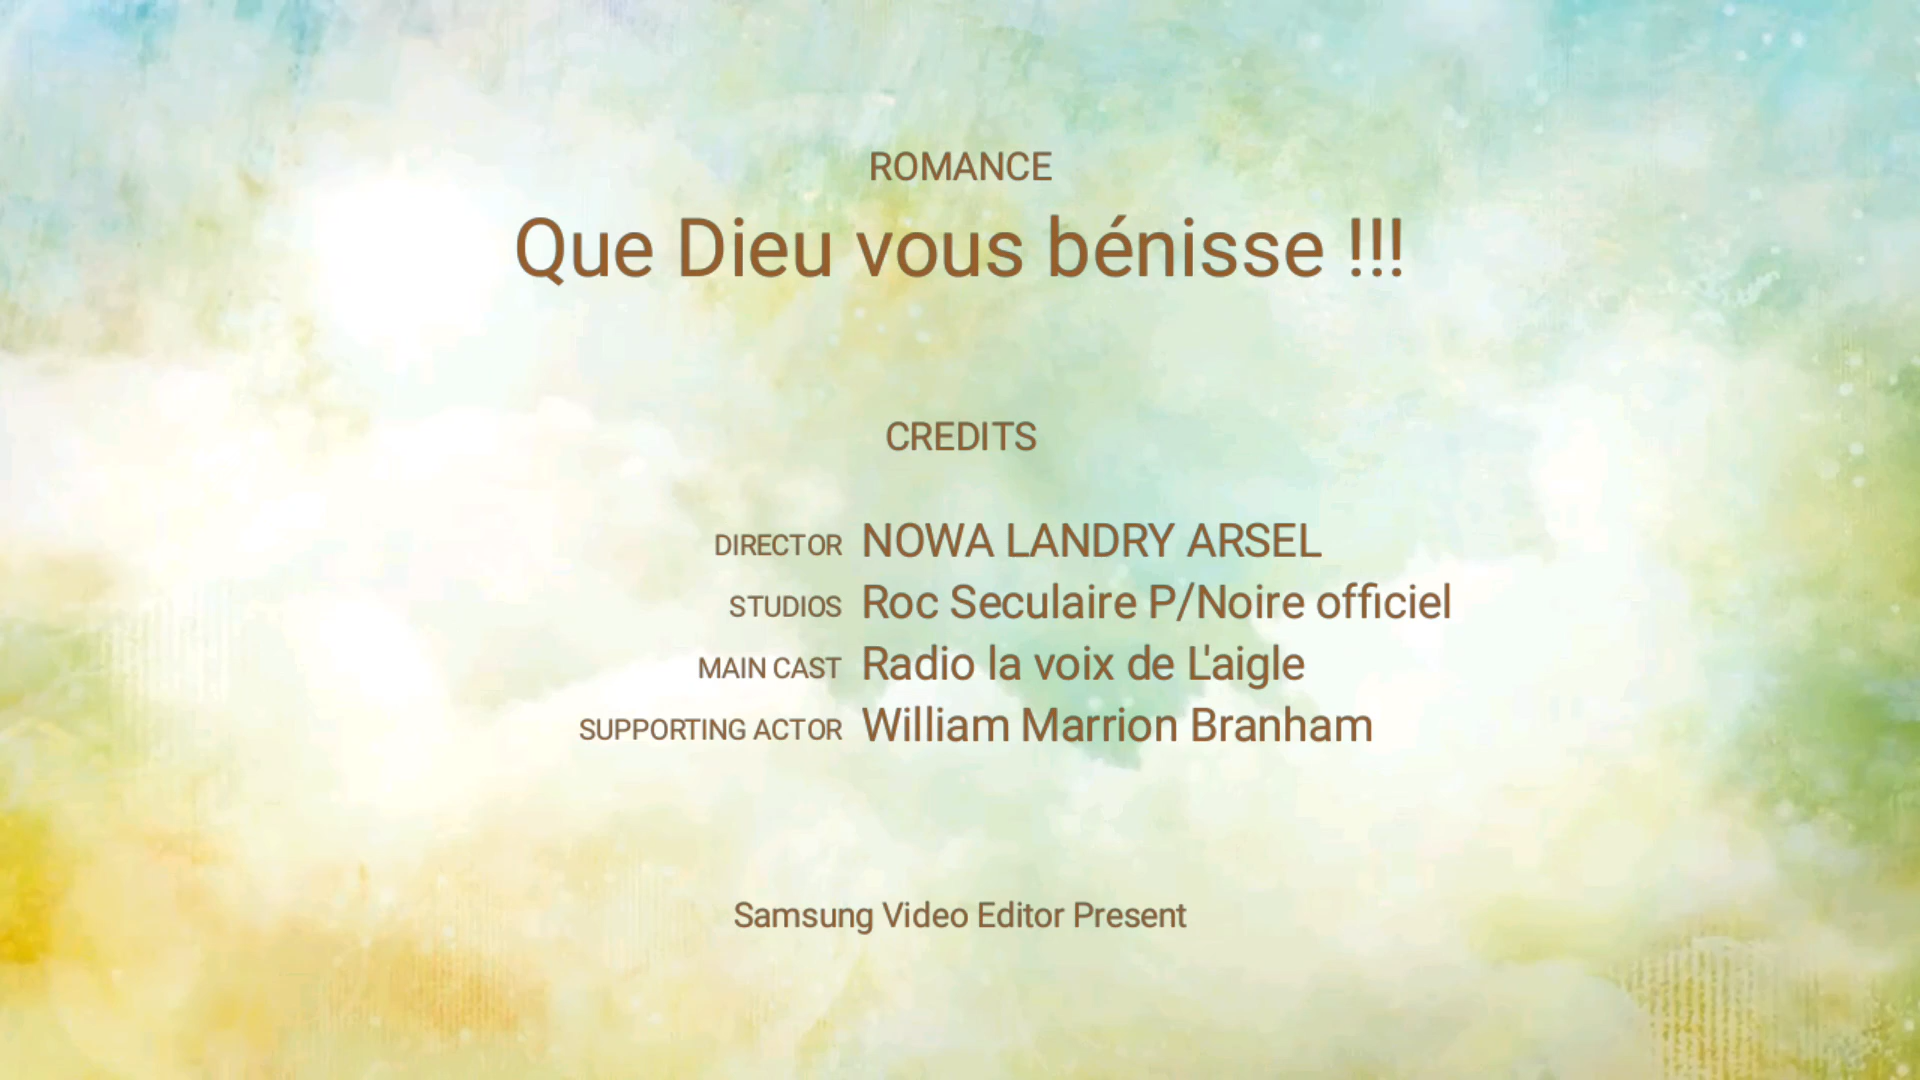 ROMANCE
Que Dieu vous bénisse !!!
CREDITS
DIRECTOR NOWA LANDRY ARSEL
STUDIOS Roc Seculaire P/Noire officiel
MAIN CAST Radio la voix de L'aigle
SUPPORTING ACTOR William Marrion Branham
Samsung Video Editor Present